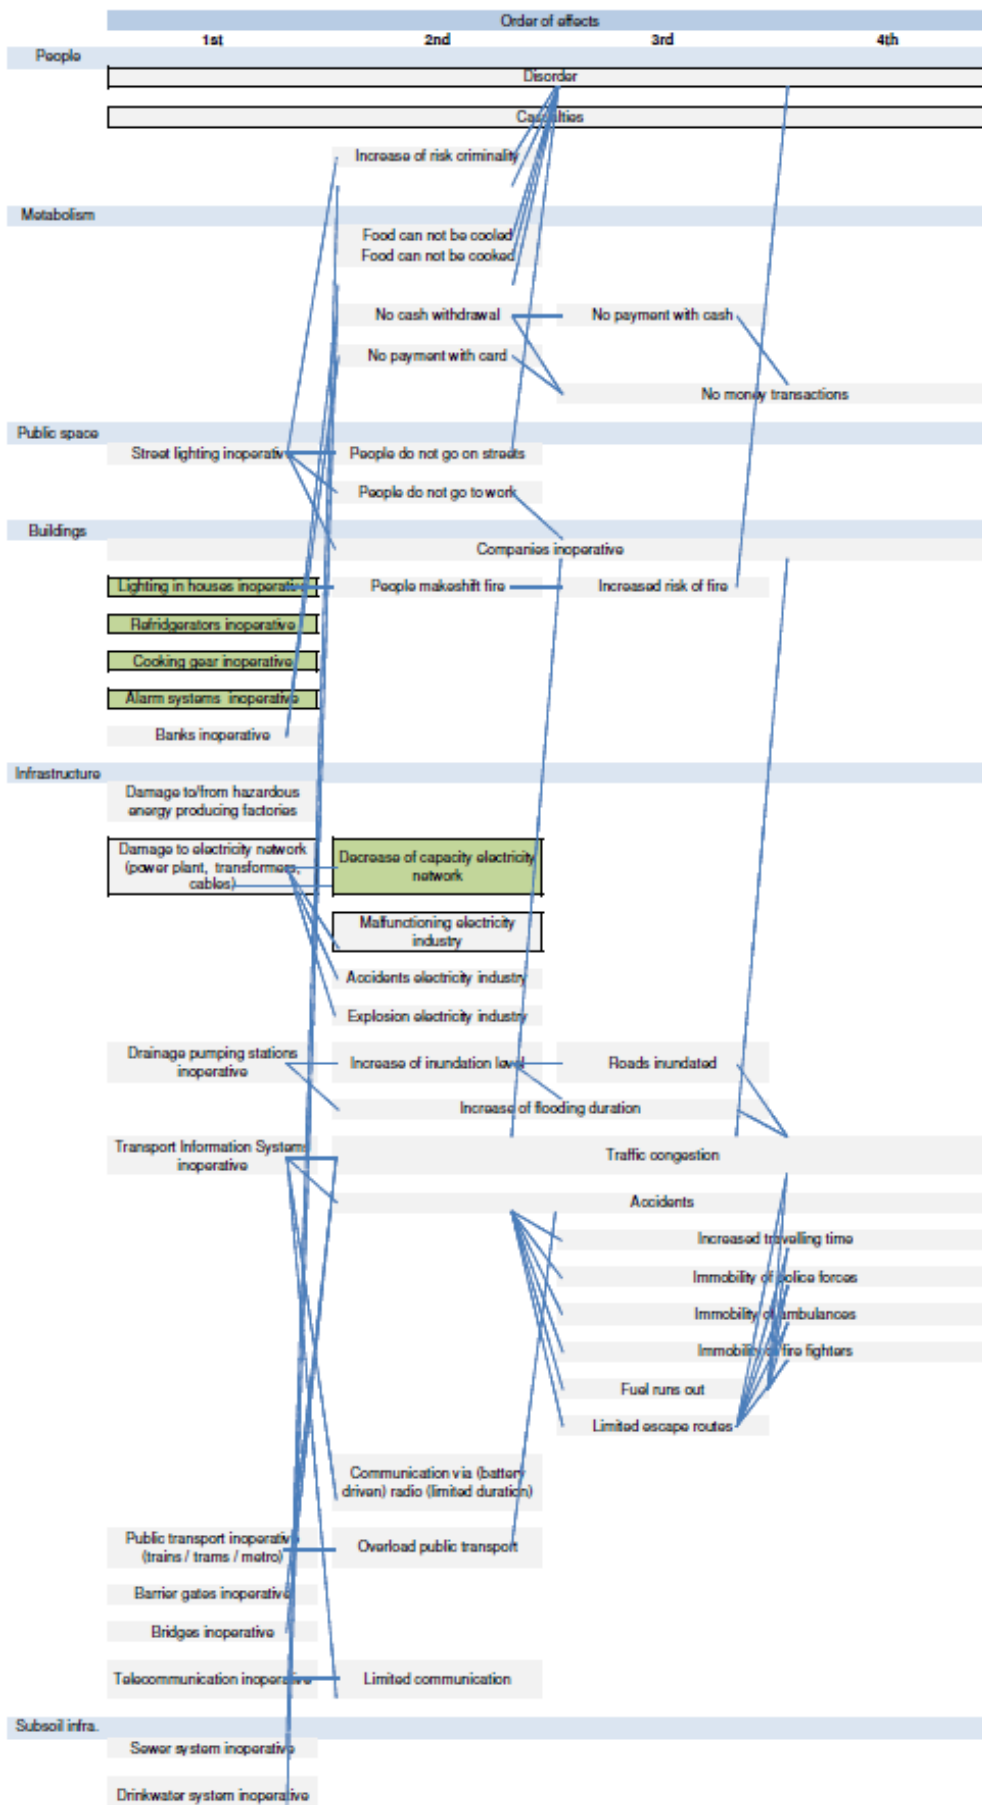 Order of effects
1st 2nd 3rd 4th
People
Disorder
Casualties
Increase of risk criminality
Metabolism
Food can not be cooled
Food can not be cooked
No cash withdrawal No payment with cash
No payment with card
No money transactions
Public space
Street lighting inoperative People do not go on streets
People do not go to work
Buildings
Companies inoperative
Lighting in houses inoperative People makeshift fire Increased risk of fire
Refridgerators inoperative
Cooking gear inoperative
Alarm systems inoperative
Banks inoperative
Infrastructure
Damage to/from hazardous
energy producing factories
Damage to electricity network
(power plant, transformers,
cables)
Decrease of capacity electricity
network
Malfunctioning electricity
industry
Accidents electricity industry
Explosion electricity industry
Drainage pumping stations
inoperative
Increase of inundation level Roads inundated
Increase of flooding duration
Transport Information Systems
inoperative
Traffic congestion
Accidents
Increased travelling time
Immobility of police forces
Immobility of ambulances
Immobility of fire fighters
Fuel runs out
Limited escape routes
Communication via (battery
driven) radio (limited duration)
Public transport inoperative
(trains / trams / metro)
Overload public transport
Barrier gates inoperative
Bridges inoperative
Telecommunication inoperative Limited communication
Subsoil infra.
Sewer system inoperative
Drinkwater system inoperative